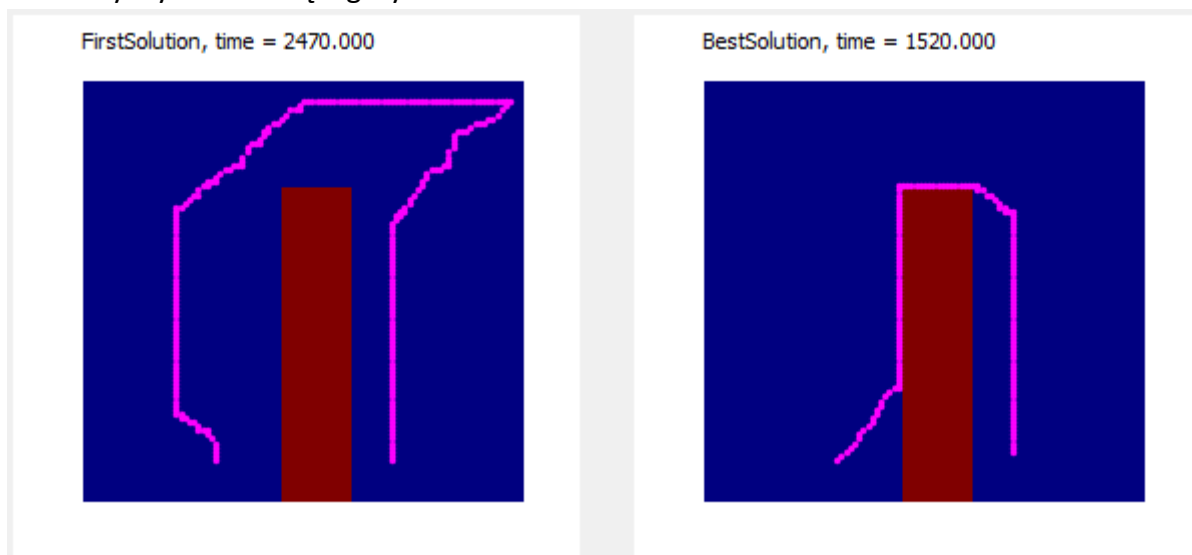 FirstSolution, time = 2470.000
BestSolution, time = 1520.000